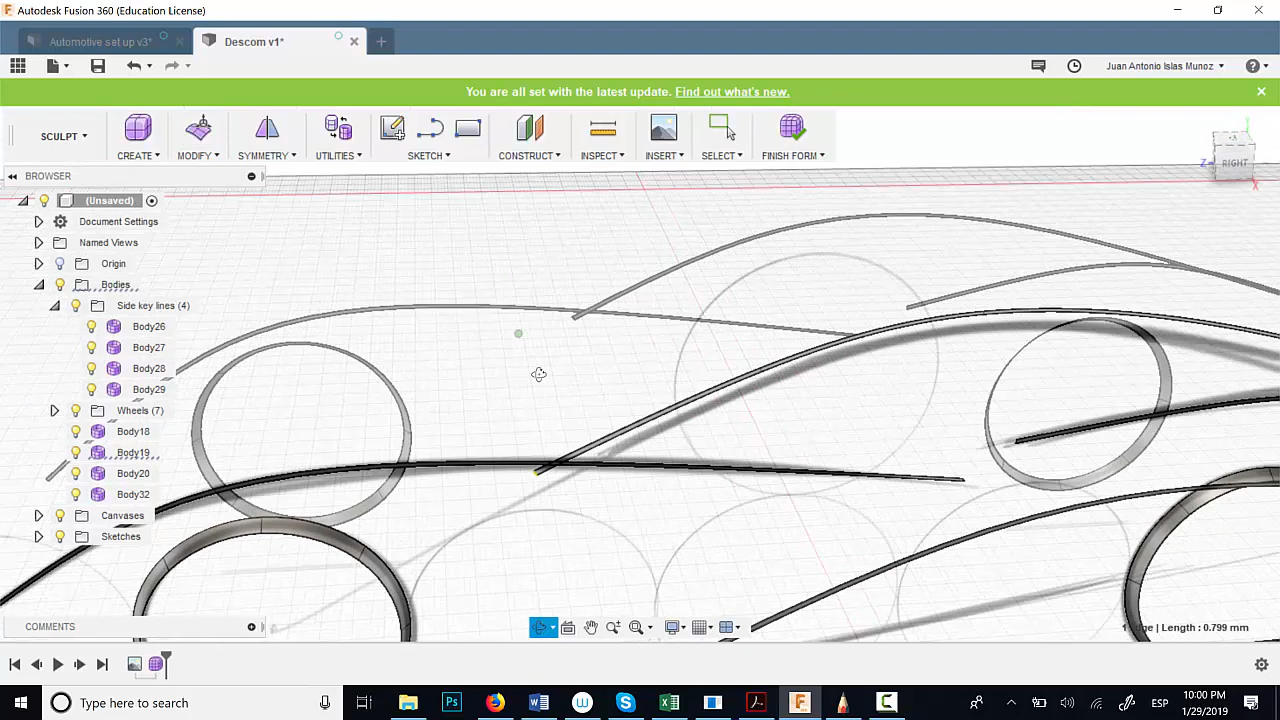 Autodesk Fusion 360 (Education License)
Automotive set up v3*
Descom v1*
Juan Antonio Islas Munoz
You are all set with the latest update. Find out what's new.
SCULPT
CREATE
MODIFY
SYMMETRY
UTILITIES
SKETCH
CONSTRUCT
INSPECT
INSERT
SELECT
FINISH FORM
RIGHT
Z
X
BROWSER
(Unsaved)
Document Settings
Named Views
Origin
Bodies
Side key lines (4)
Body26
Body27
Body28
Body29
Wheels (7)
Body18
Body19
Body20
Body32
Canvases
Sketches
COMMENTS
Length : 0.799 mm
Type here to search
Ps
ESP
10:00 PM
1/29/2019